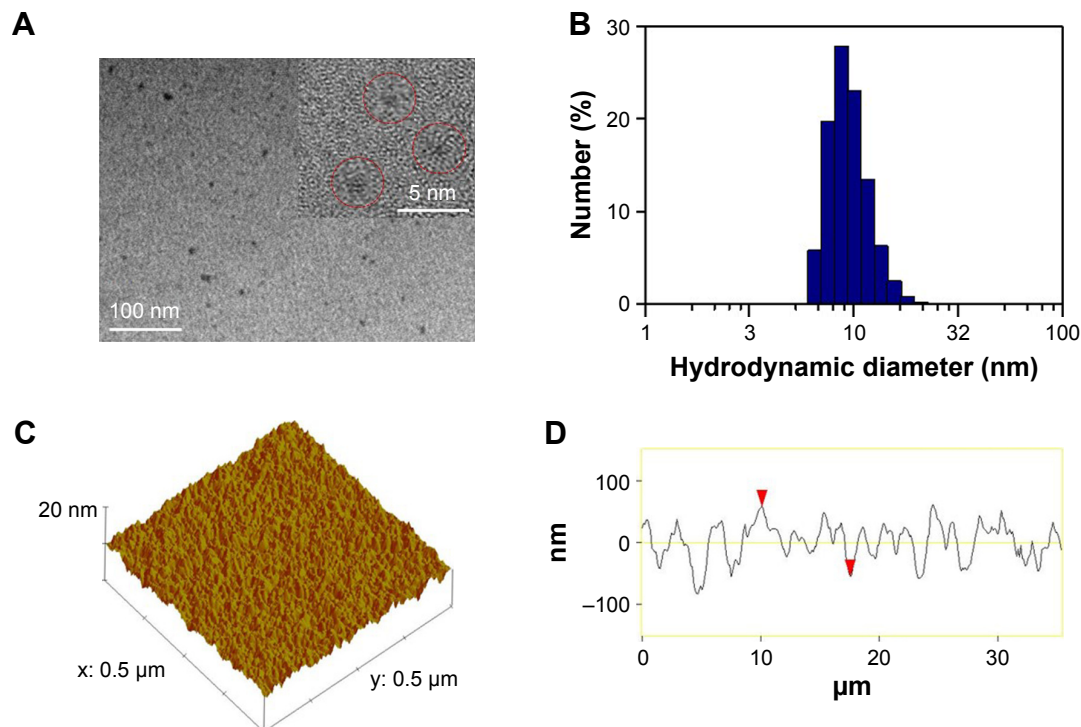 A
100 nm
5 nm
B
30
20
10
0
Number (%)
1 3 10 32 100
Hydrodynamic diameter (nm)
C
20 nm
x: 0.5 µm
y: 0.5 µm
D
100
0
–100
nm
0 10 20 30
µm